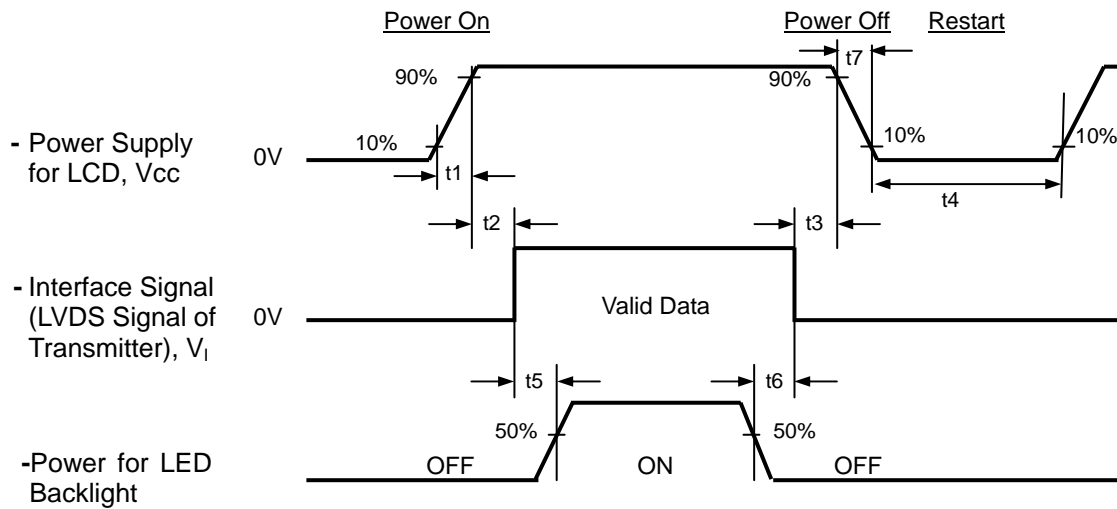 Power On
Power Off
Restart
t7
90%
90%
- Power Supply
for LCD, Vcc
0V
10%
10%
10%
t1
t4
t2
t3
- Interface Signal
(LVDS Signal of
Transmitter), VI
0V
Valid Data
t5
t6
50%
50%
-Power for LED
Backlight
OFF
ON
OFF